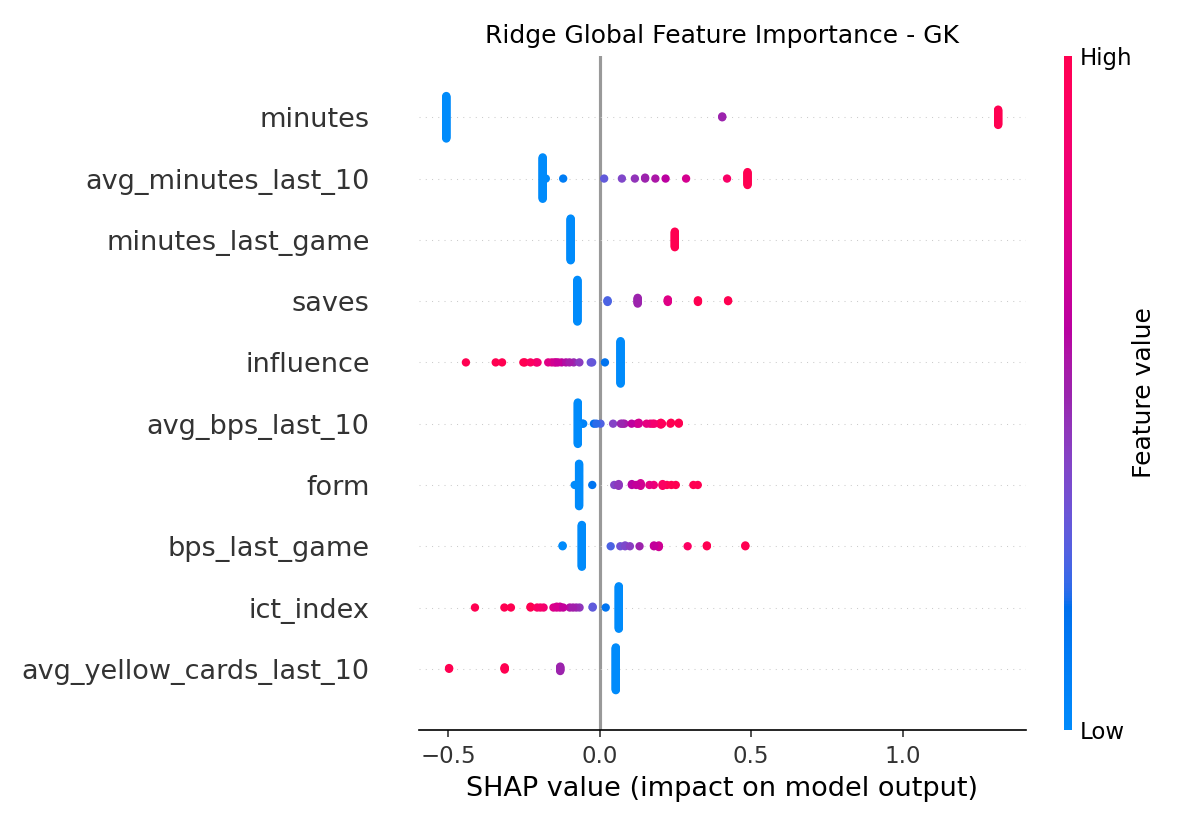 Ridge Global Feature Importance - GK
High
minutes
avg_minutes_last_10
minutes_last_game
saves
influence
avg_bps_last_10
form
bps_last_game
ict_index
avg_yellow_cards_last_10
Feature value
Low
−0.5 0.0 0.5 1.0
SHAP value (impact on model output)